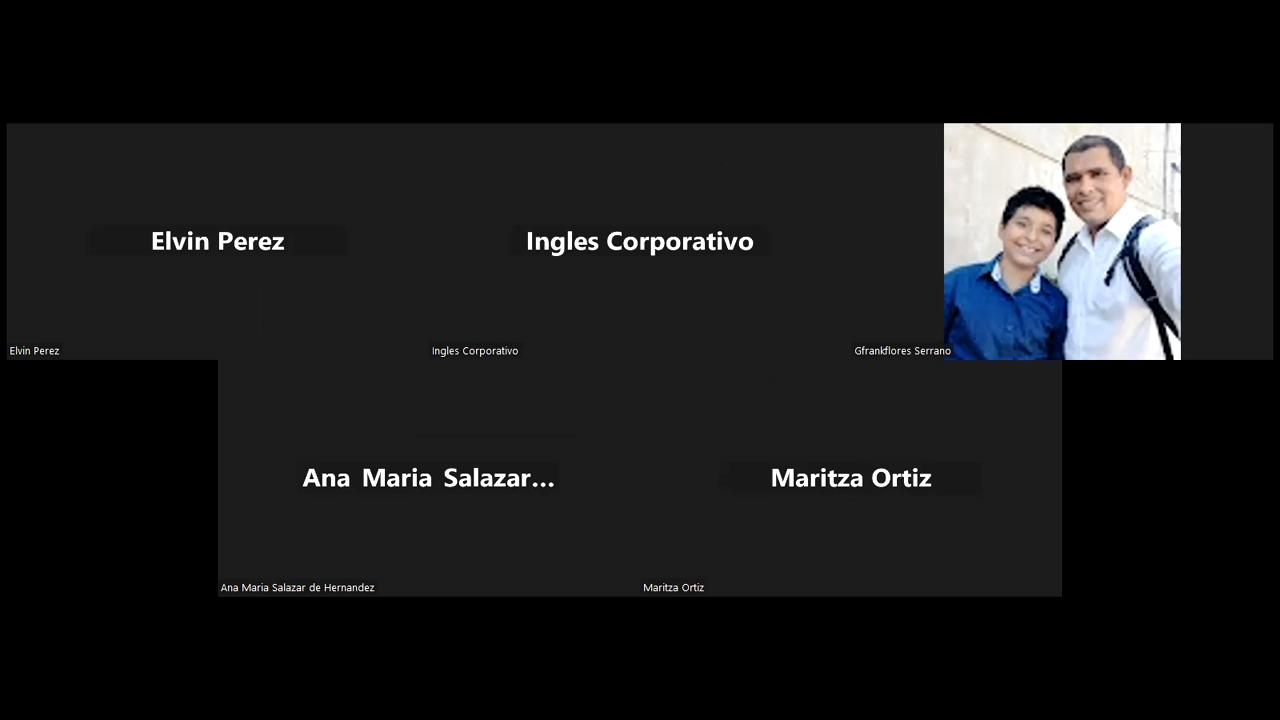 Elvin Perez
Ingles Corporativo
Elvin Perez
Ingles Corporativo
Gfrankflores Serrano
Ana Maria Salazar...
Maritza Ortiz
Ana Maria Salazar de Hernandez
Maritza Ortiz